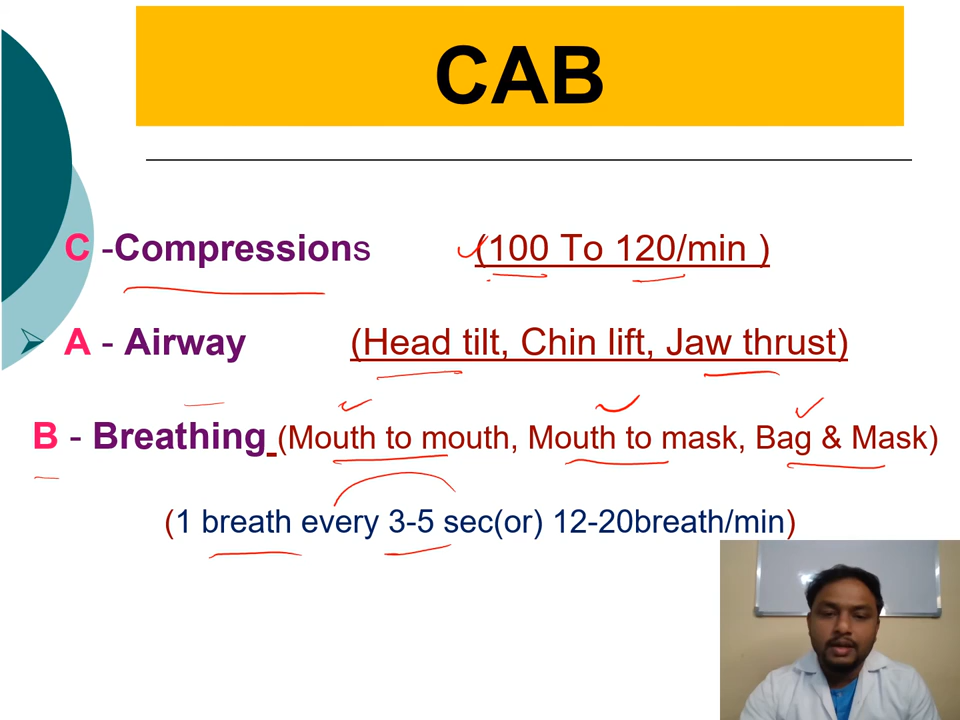 CAB
C -Compressions (100 To 120/min )
A - Airway (Head tilt, Chin lift, Jaw thrust)
B - Breathing (Mouth to mouth, Mouth to mask, Bag & Mask)
(1 breath every 3-5 sec(or) 12-20breath/min)